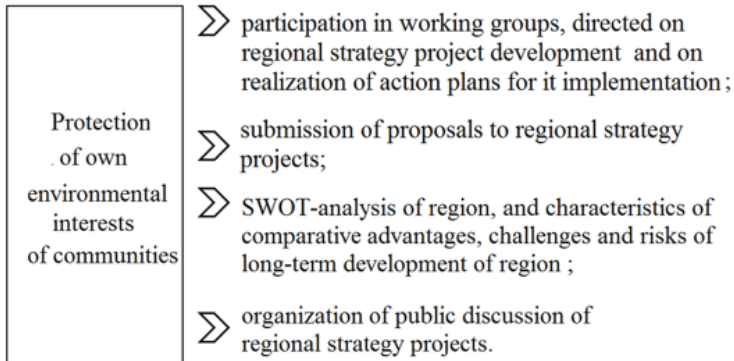 Protection
. of own
environmental
interests
of communities
participation in working groups, directed on
regional strategy project development and on
realization of action plans for it implementation ;
submission of proposals to regional strategy
projects;
SWOT-analysis of region, and characteristics of
comparative advantages, challenges and risks of
long-term development of region ;
organization of public discussion of
regional strategy projects.